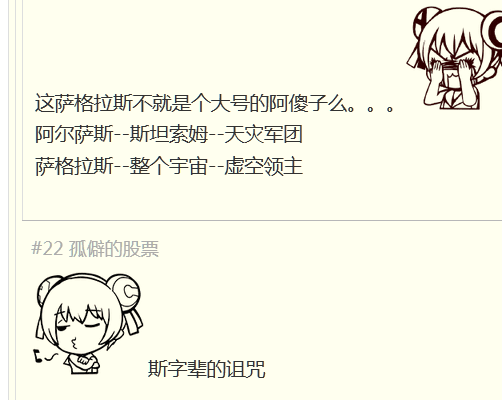 这萨格拉斯不就是个大号的阿傻子么。。。
阿尔萨斯--斯坦索姆--天灾军团
萨格拉斯--整个宇宙--虚空领主
#22 孤僻的股票
斯字辈的诅咒